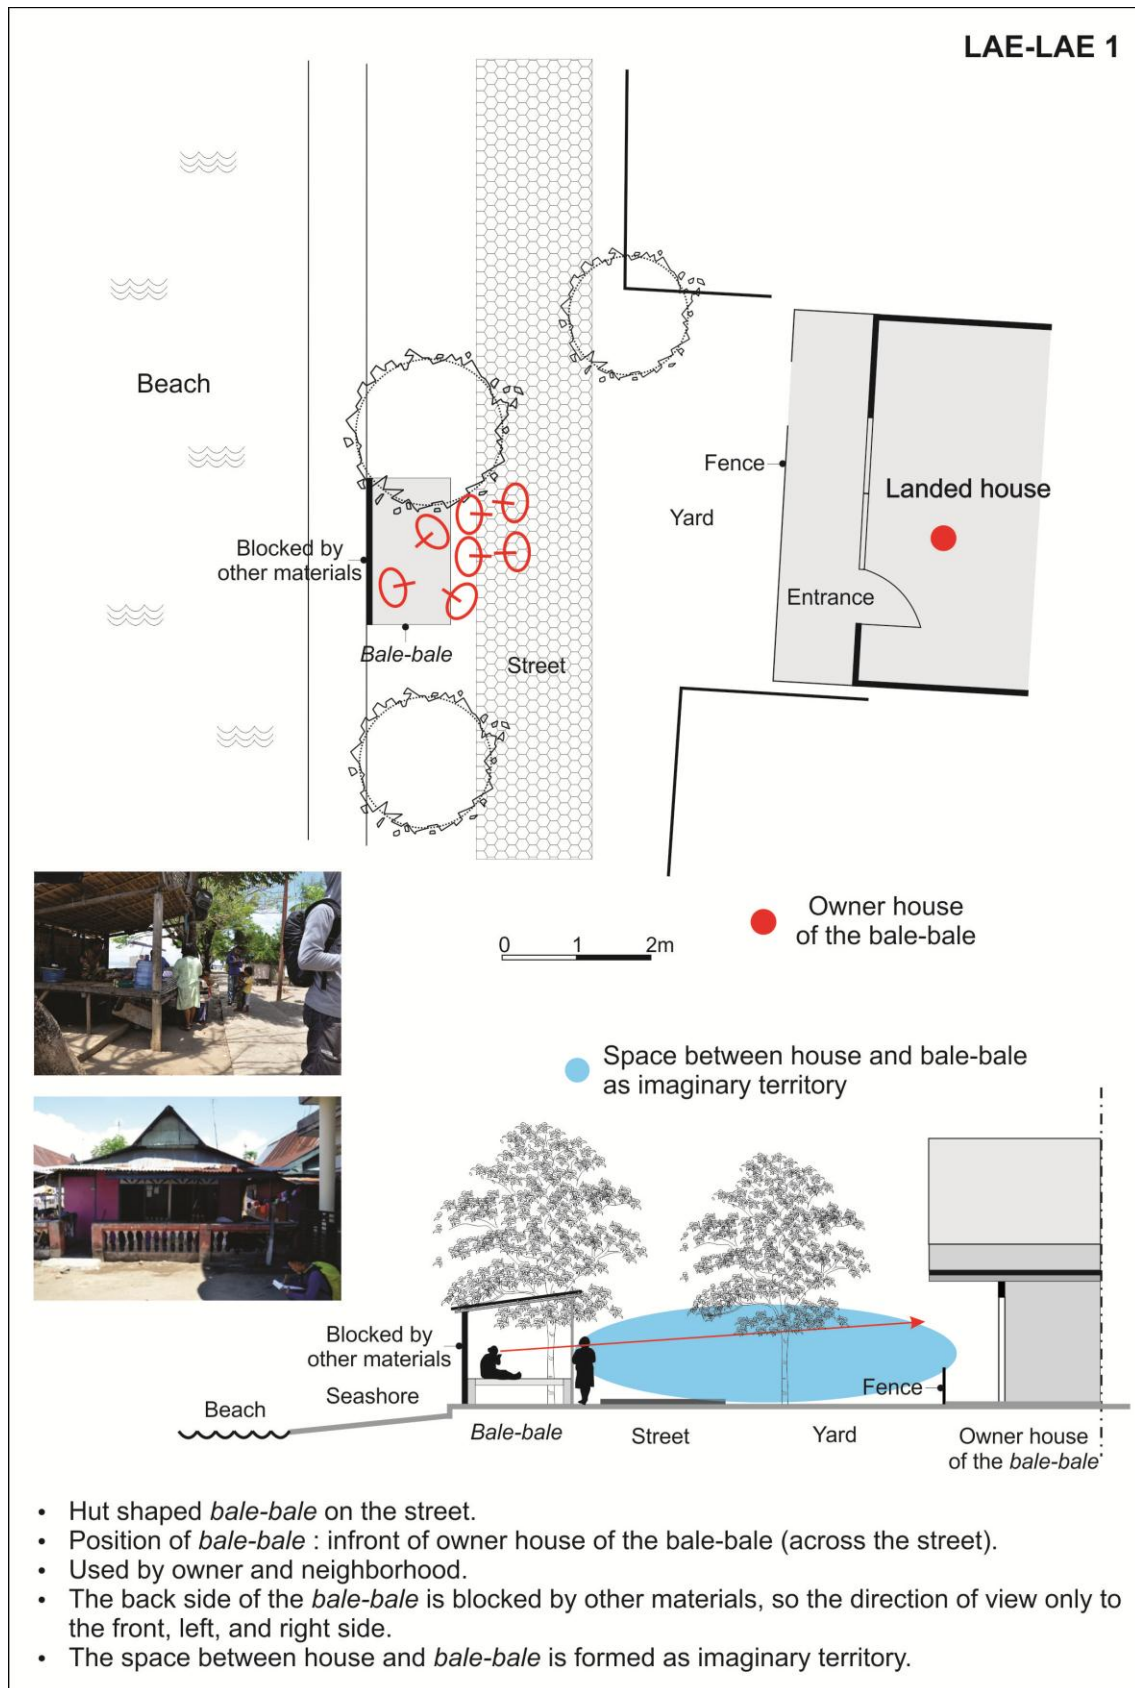 LAE-LAE 1
Beach
Fence
Landed house
Yard
Blocked by
other materials
Entrance
Bale-bale
Street
Owner house
of the bale-bale
0 1 2m
Space between house and bale-bale
as imaginary territory
Blocked by
other materials
Seashore
Fence
Beach
Bale-bale
Street
Yard
Owner house
of the bale-bale
• Hut shaped bale-bale on the street.
• Position of bale-bale : infront of owner house of the bale-bale (across the street).
• Used by owner and neighborhood.
• The back side of the bale-bale is blocked by other materials, so the direction of view only to
the front, left, and right side.
• The space between house and bale-bale is formed as imaginary territory.